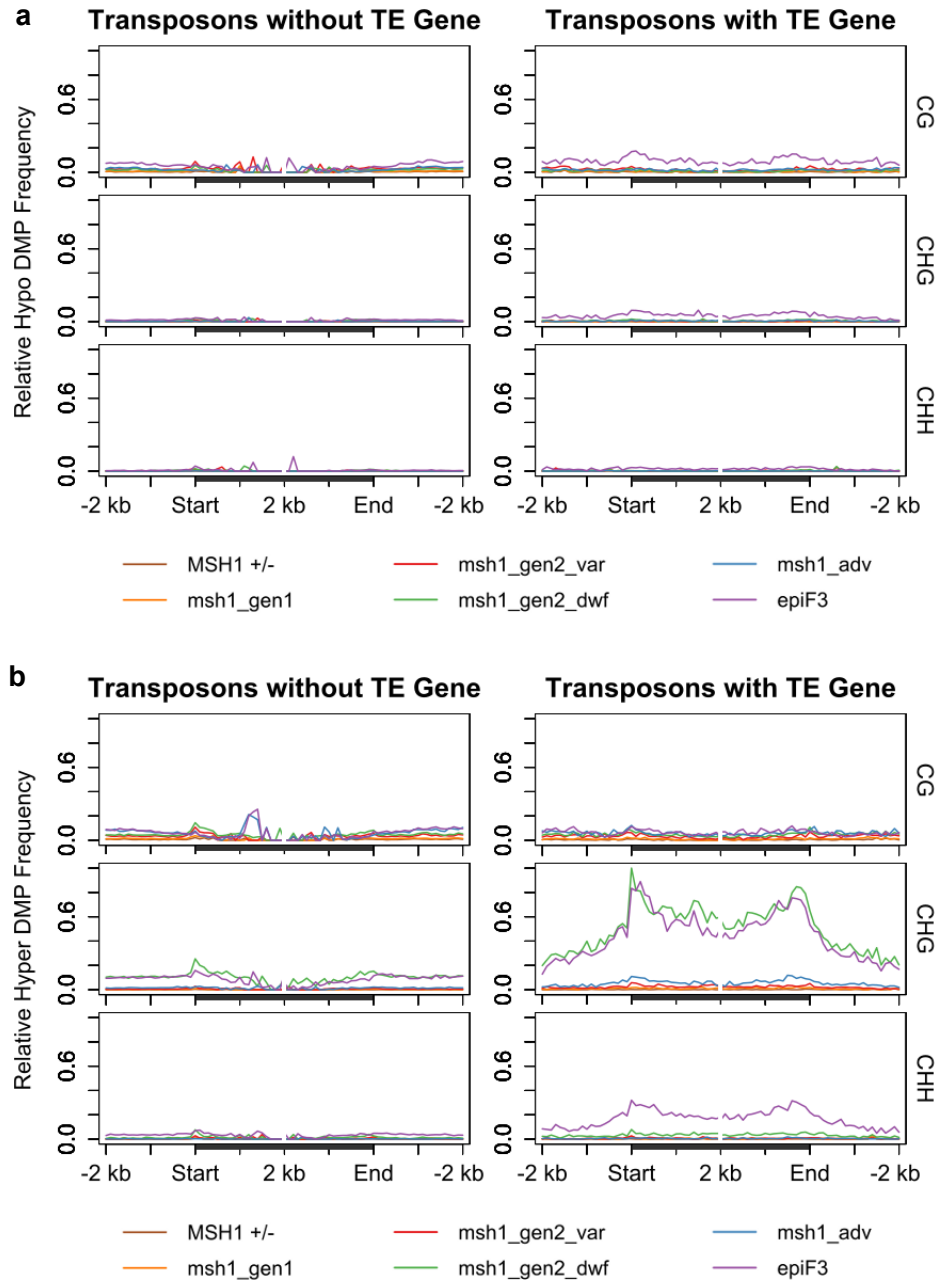 a
Transposons without TE Gene Transposons with TE Gene
Relative Hypo DMP Frequency
0.0 0.6
CG
0.0 0.6
CHG
0.0 0.6
CHH
-2 kb Start 2 kb End -2 kb -2 kb Start 2 kb End -2 kb
MSH1 +/- msh1_gen2_var msh1_adv
msh1_gen1 msh1_gen2_dwf epiF3
b
Transposons without TE Gene Transposons with TE Gene
Relative Hyper DMP Frequency
0.0 0.6
CG
0.0 0.6
CHG
0.0 0.6
CHH
-2 kb Start 2 kb End -2 kb -2 kb Start 2 kb End -2 kb
MSH1 +/- msh1_gen2_var msh1_adv
msh1_gen1 msh1_gen2_dwf epiF3